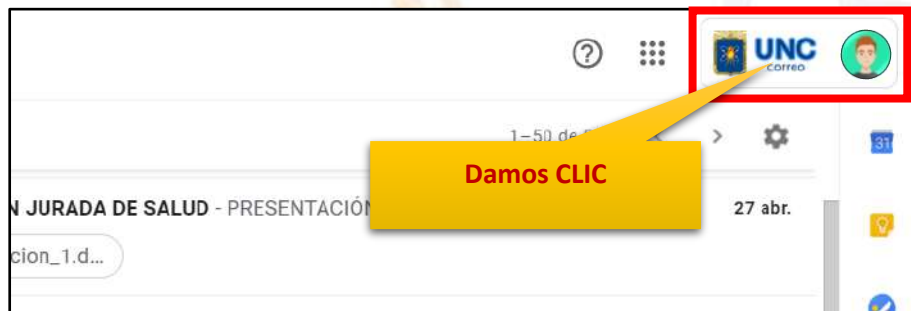 UNC
correo
1–50 de
Damos CLIC
31
N JURADA DE SALUD - PRESENTACIÓN
27 abr.
cion_1.d...